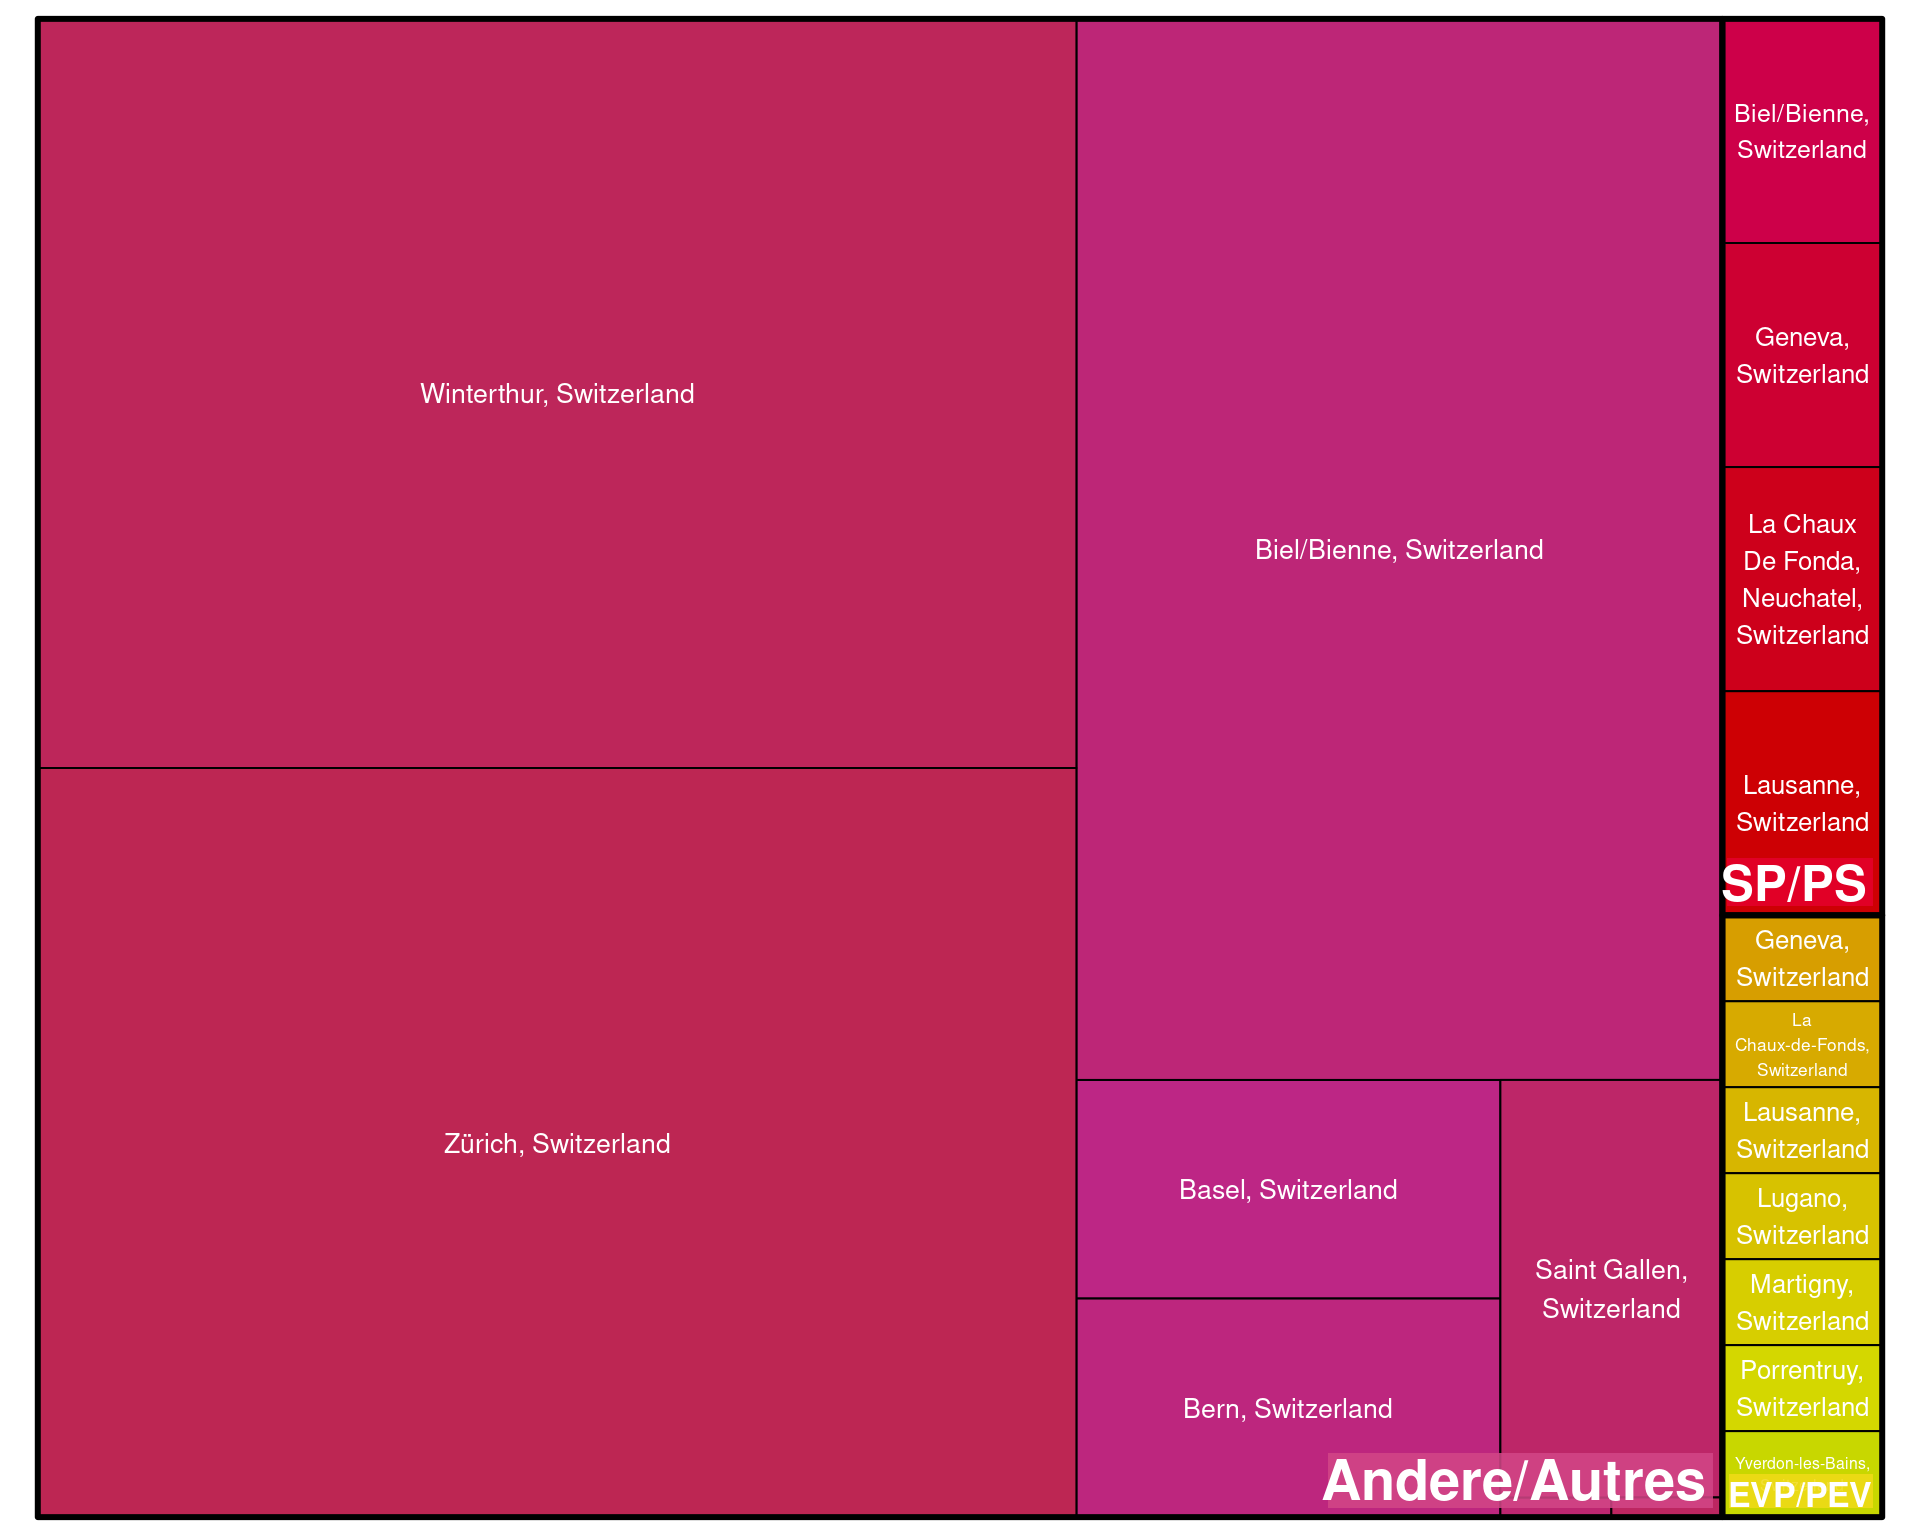 Winterthur, Switzerland
Zürich, Switzerland
Biel/Bienne, Switzerland
Basel, Switzerland
Bern, Switzerland
Saint Gallen,
Switzerland
Andere/Autres
Biel/Bienne,
Switzerland
Geneva,
Switzerland
La Chaux
De Fonda,
Neuchatel,
Switzerland
Lausanne,
Switzerland
SP/PS
Geneva,
Switzerland
La
Chaux-de-Fonds,
Switzerland
Lausanne,
Switzerland
Lugano,
Switzerland
Martigny,
Switzerland
Porrentruy,
Switzerland
Yverdon-les-Bains,
EVP/PEV